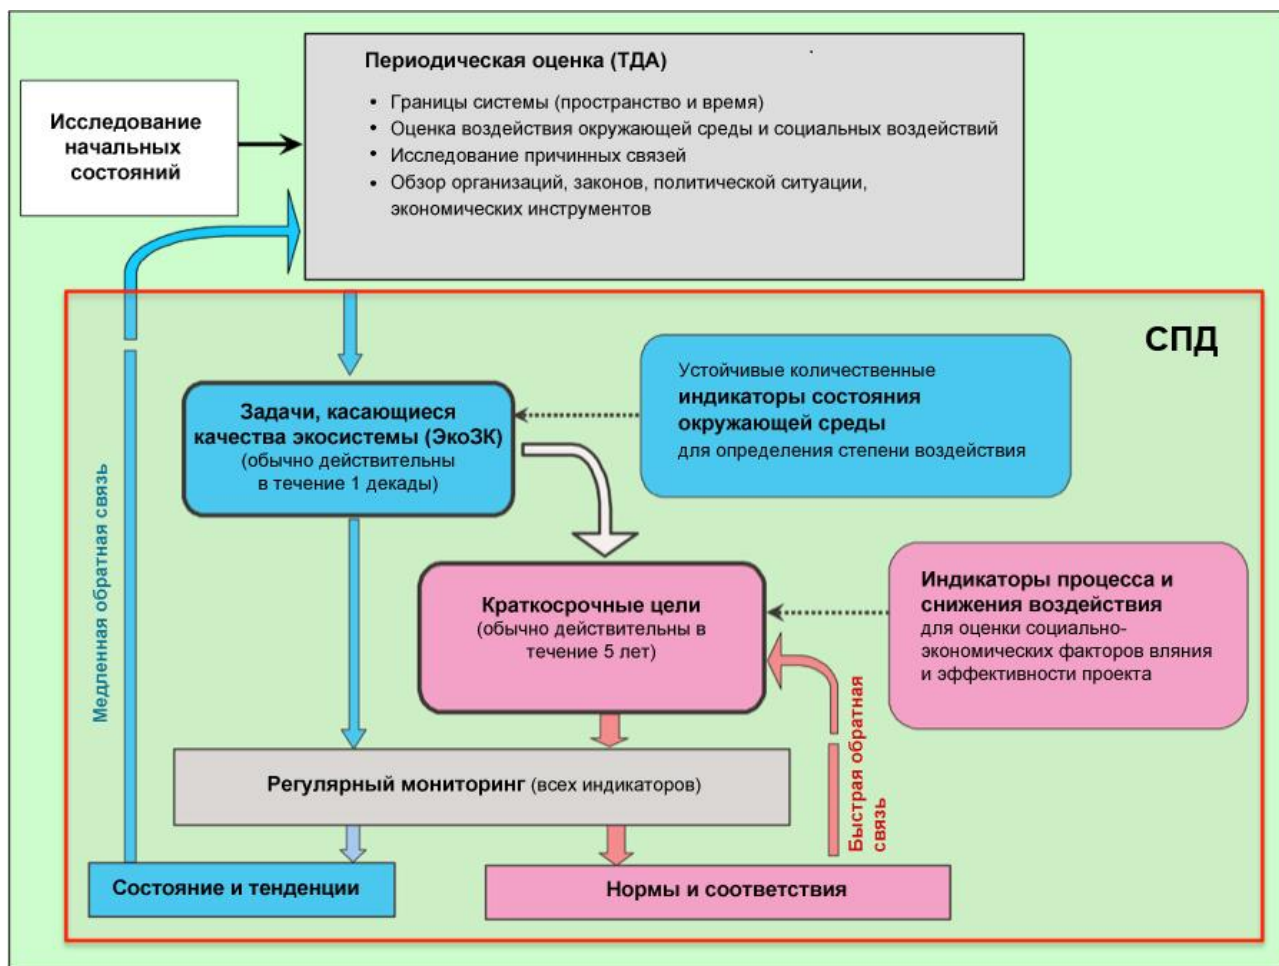 Периодическая оценка (ТДА)
• Границы системы (пространство и время)
• Оценка воздействия окружающей среды и социальных воздействий
• Исследование причинных связей
• Обзор организаций, законов, политической ситуации,
экономических инструментов
Исследование
начальных
состояний
СПД
Устойчивые количественные
индикаторы состояния
окружающей среды
для определения степени воздействия
Задачи, касающиеся
качества экосистемы (ЭкоЗК)
(обычно действительны
в течение 1 декады)
Медленная обратная связь
Краткосрочные цели
(обычно действительны в
течение 5 лет)
Индикаторы процесса и
снижения воздействия
для оценки социально-
экономических факторов вляния
и эффективности проекта
Быстрая обратная
связь
Регулярный мониторинг (всех индикаторов)
Состояние и тенденции
Нормы и соответствия